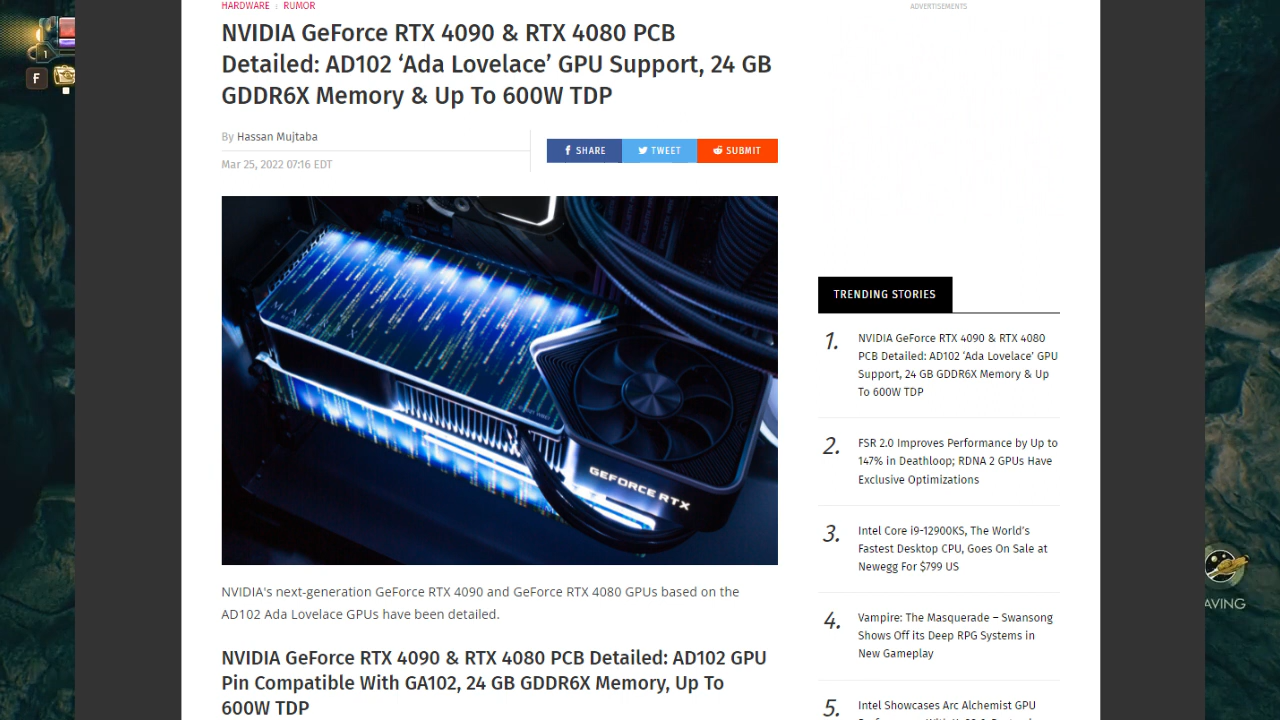 HARDWARE : RUMOR
NVIDIA GeForce RTX 4090 & RTX 4080 PCB
Detailed: AD102 ‘Ada Lovelace’ GPU Support, 24 GB
GDDR6X Memory & Up To 600W TDP
By Hassan Mujtaba
Mar 25, 2022 07:16 EDT
SHARE
TWEET
SUBMIT
GEFORCE RTX
NVIDIA's next-generation GeForce RTX 4090 and GeForce RTX 4080 GPUs based on the
AD102 Ada Lovelace GPUs have been detailed.
NVIDIA GeForce RTX 4090 & RTX 4080 PCB Detailed: AD102 GPU
Pin Compatible With GA102, 24 GB GDDR6X Memory, Up To
600W TDP
ADVERTISEMENTS
TRENDING STORIES
1. NVIDIA GeForce RTX 4090 & RTX 4080
PCB Detailed: AD102 ‘Ada Lovelace’ GPU
Support, 24 GB GDDR6X Memory & Up
To 600W TDP
2. FSR 2.0 Improves Performance by Up to
147% in Deathloop; RDNA 2 GPUs Have
Exclusive Optimizations
3. Intel Core i9-12900KS, The World's
Fastest Desktop CPU, Goes On Sale at
Newegg For $799 US
4. Vampire: The Masquerade – Swansong
Shows Off its Deep RPG Systems in
New Gameplay
5. Intel Showcases Arc Alchemist GPU
1
F
AVING